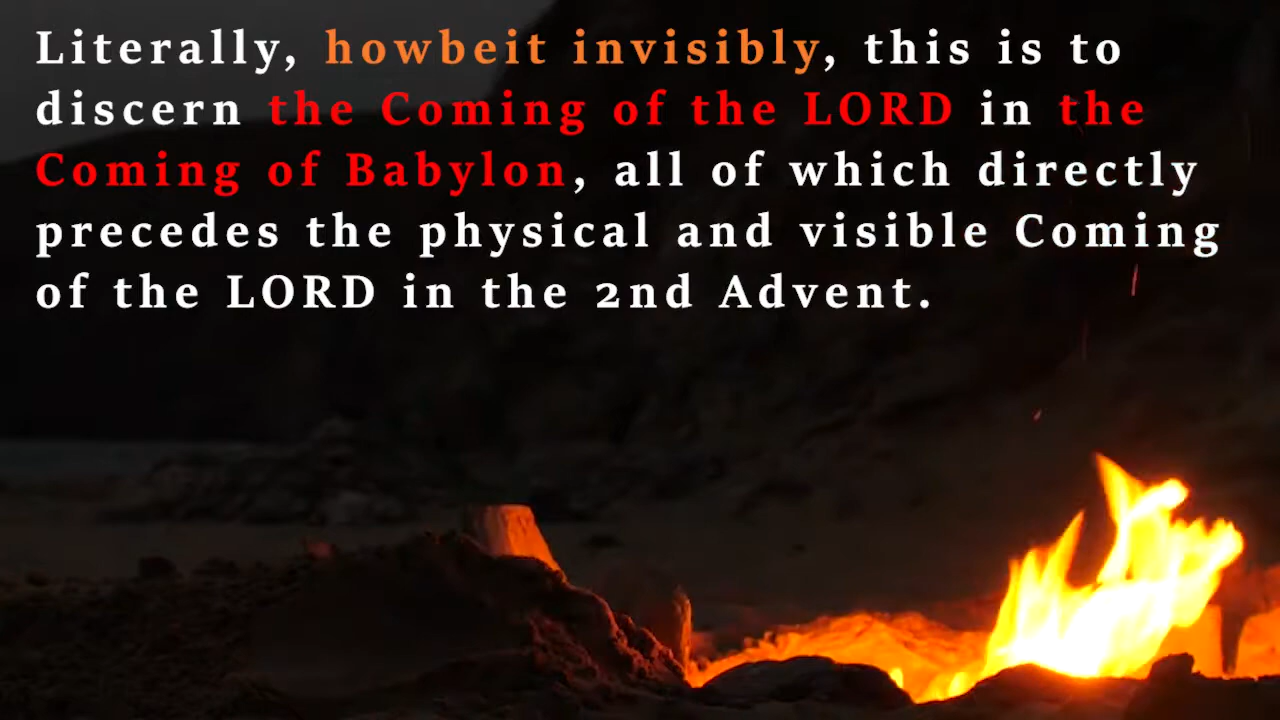 Literally, howbeit invisibly, this is to
discern the Coming of the LORD in the
Coming of Babylon, all of which directly
precedes the physical and visible Coming
of the LORD in the 2nd Advent.